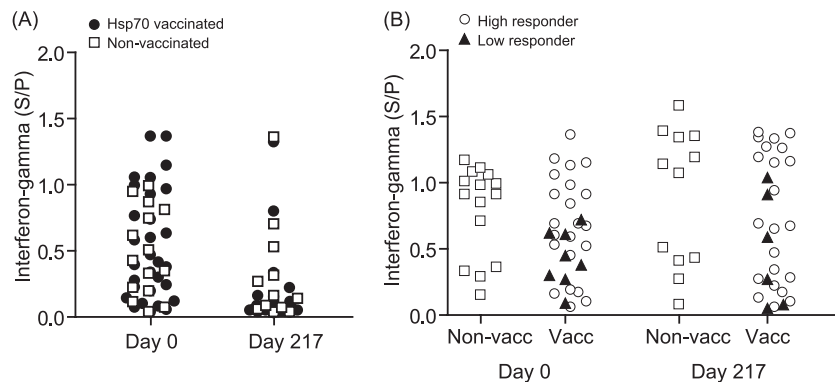 (A)
Hsp70 vaccinated
Non-vaccinated
Interferon-gamma (S/P)
2.0
1.5
1.0
0.5
0.0
Day 0
Day 217
(B)
High responder
Low responder
Interferon-gamma (S/P)
2.0
1.5
1.0
0.5
0.0
Non-vacc
Vacc
Non-vacc
Vacc
Day 0
Day 217